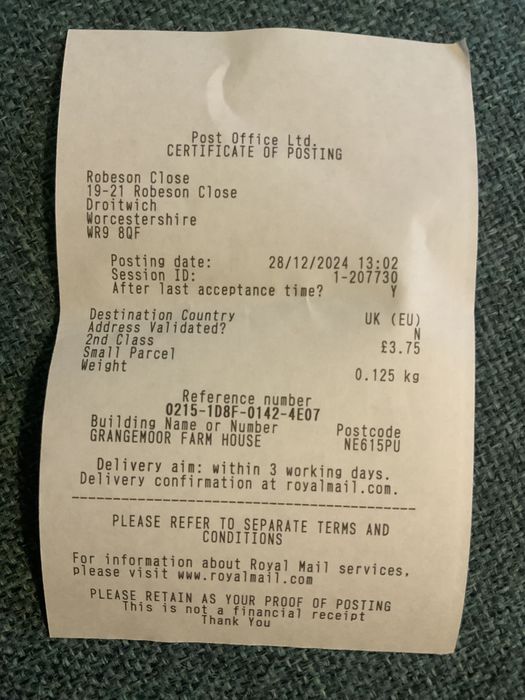 Post Office Ltd.
CERTIFICATE OF POSTING
Robeson Close
19-21 Robeson Close
Droitwich
Worcestershire
WR9 8QF
Posting date: 28/12/2024 13:02
Session ID: 1-207730
After last acceptance time? Y
Destination Country UK (EU)
Address Validated? N
2nd Class £3.75
Small Parcel
Weight 0.125 kg
Reference number
0215-1D8F-0142-4E07
Building Name or Number Postcode
GRANGEMOOR FARM HOUSE NE615PU
Delivery aim: within 3 working days.
Delivery confirmation at royalmail.com.
PLEASE REFER TO SEPARATE TERMS AND
CONDITIONS
For information about Royal Mail services,
please visit www.royalmail.com
PLEASE RETAIN AS YOUR PROOF OF POSTING
This is not a financial receipt
Thank You